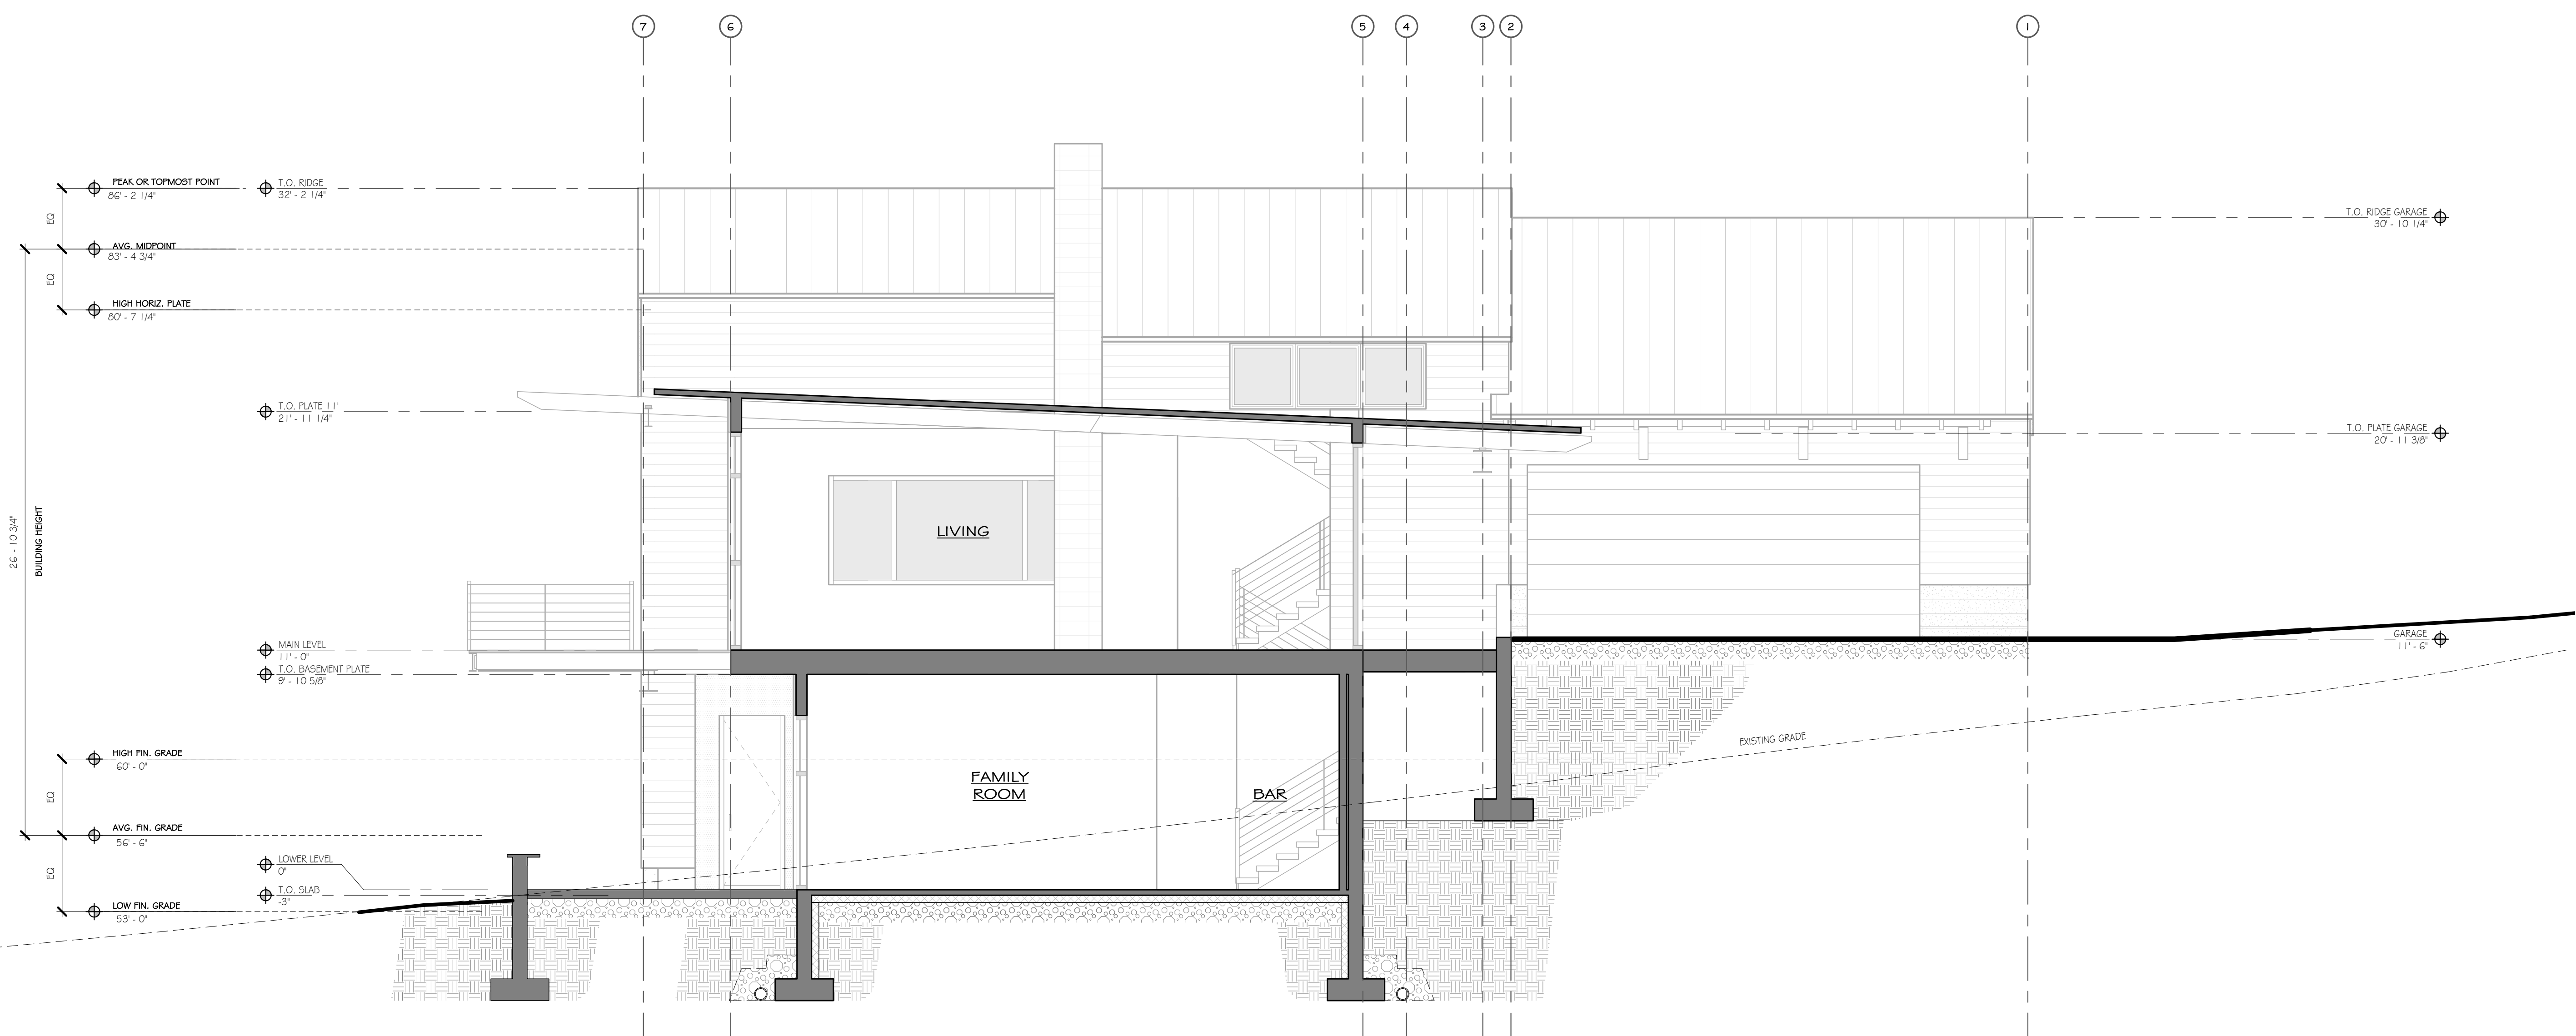 7
6
5
4
3
2
1
PEAK OR TOPMOST POINT
86' - 2 1/4"
T.O. RIDGE
32' - 2 1/4"
T.O. RIDGE GARAGE
30' - 10 1/4"
EQ
AVG. MIDPOINT
83' - 4 3/4"
EQ
HIGH HORIZ. PLATE
80' - 7 1/4"
T.O. PLATE 11'
21' - 11 1/4"
T.O. PLATE GARAGE
20' - 11 3/8"
26' - 10 3/4"
BUILDING HEIGHT
LIVING
MAIN LEVEL
11' - 0"
GARAGE
11' - 6"
T.O. BASEMENT PLATE
9' - 10 5/8"
EXISTING GRADE
HIGH FIN. GRADE
60' - 0"
FAMILY
ROOM
BAR
EQ
AVG. FIN. GRADE
56' - 6"
EQ
LOWER LEVEL
0"
T.O. SLAB
-3"
LOW FIN. GRADE
53' - 0"